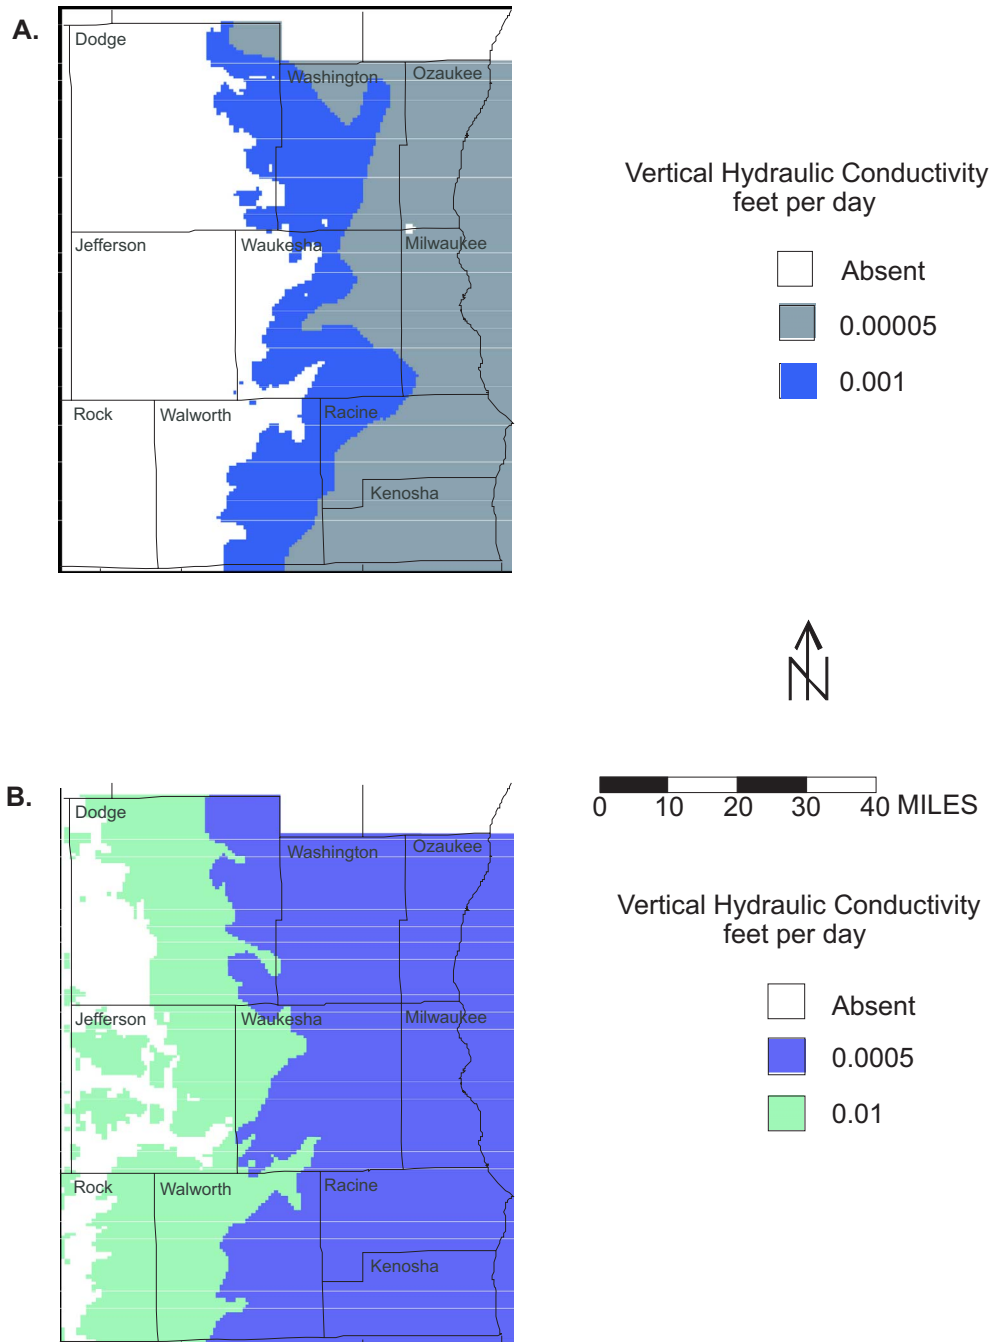 A.
Dodge
Washington
Ozaukee
Jefferson
Waukesha
Milwaukee
Rock
Walworth
Racine
Kenosha
Vertical Hydraulic Conductivity
feet per day
Absent
0.00005
0.001
N
0 10 20 30 40 MILES
B.
Dodge
Washington
Ozaukee
Jefferson
Waukesha
Milwaukee
Rock
Walworth
Racine
Kenosha
Vertical Hydraulic Conductivity
feet per day
Absent
0.0005
0.01